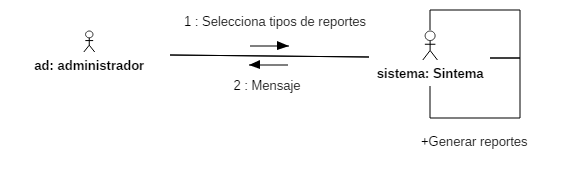 1 : Selecciona tipos de reportes
ad: administrador
sistema: Sintema
2 : Mensaje
+Generar reportes